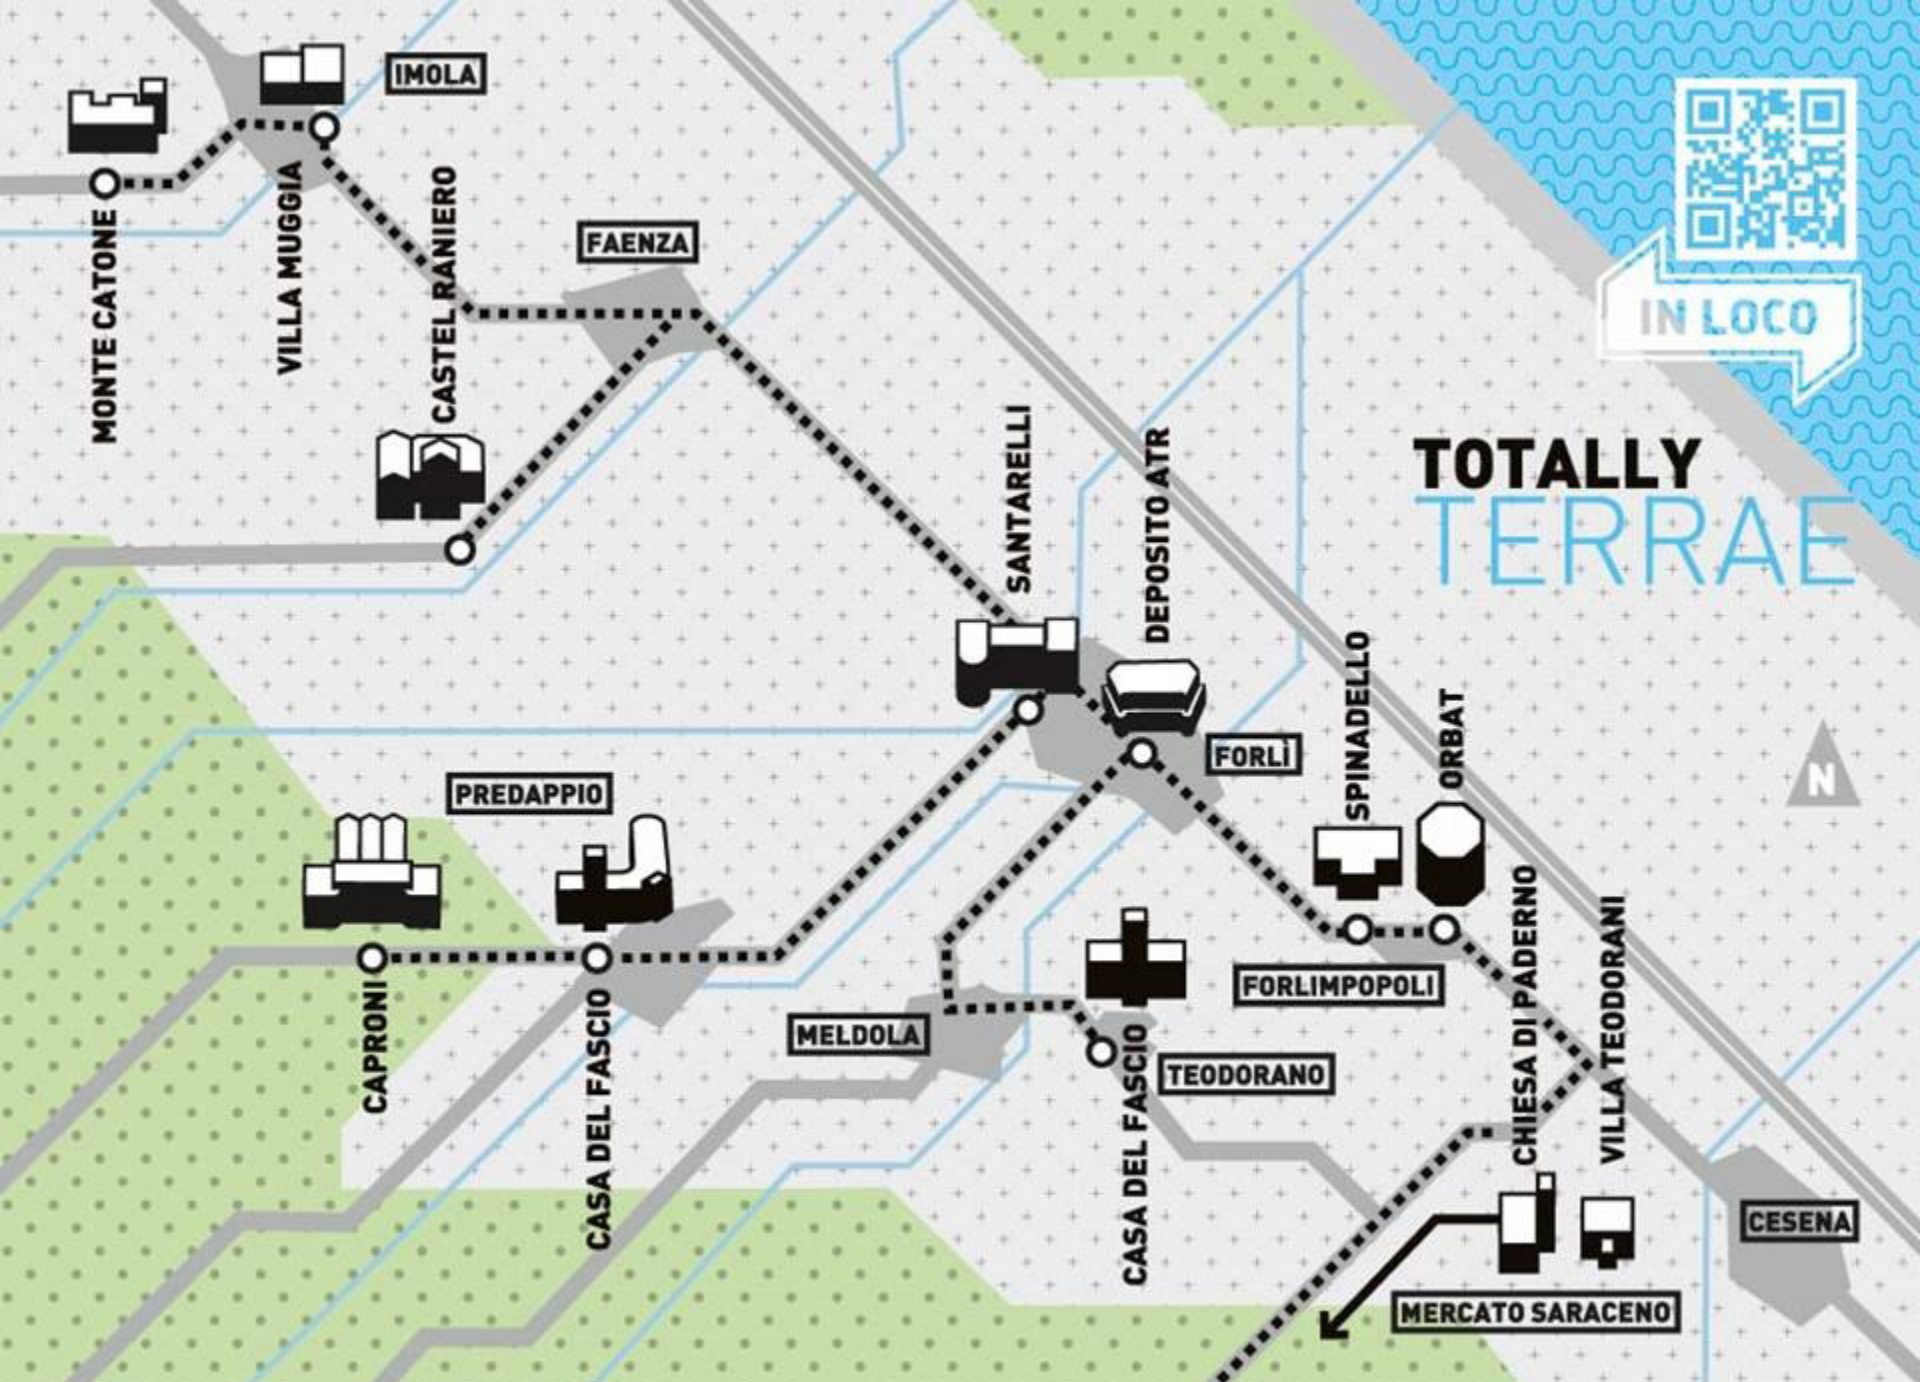 IMOLA
MONTE CATONE
VILLA MUGGIA
CASTEL RANIERO
FAENZA
IN LOCO
TOTALLY
TERRAE
SANTARELLI
DEPOSITO ATR
FORLÌ
SPINADELLO
ORBAT
N
PREDAPPIO
CAPRONI
CASA DEL FASCIO
MELDOLA
CASA DEL FASCIO
TEODORANO
FORLIMPOPOLI
CHIESA DI PADERNO
VILLA TEODORANI
CESENA
MERCATO SARACENO